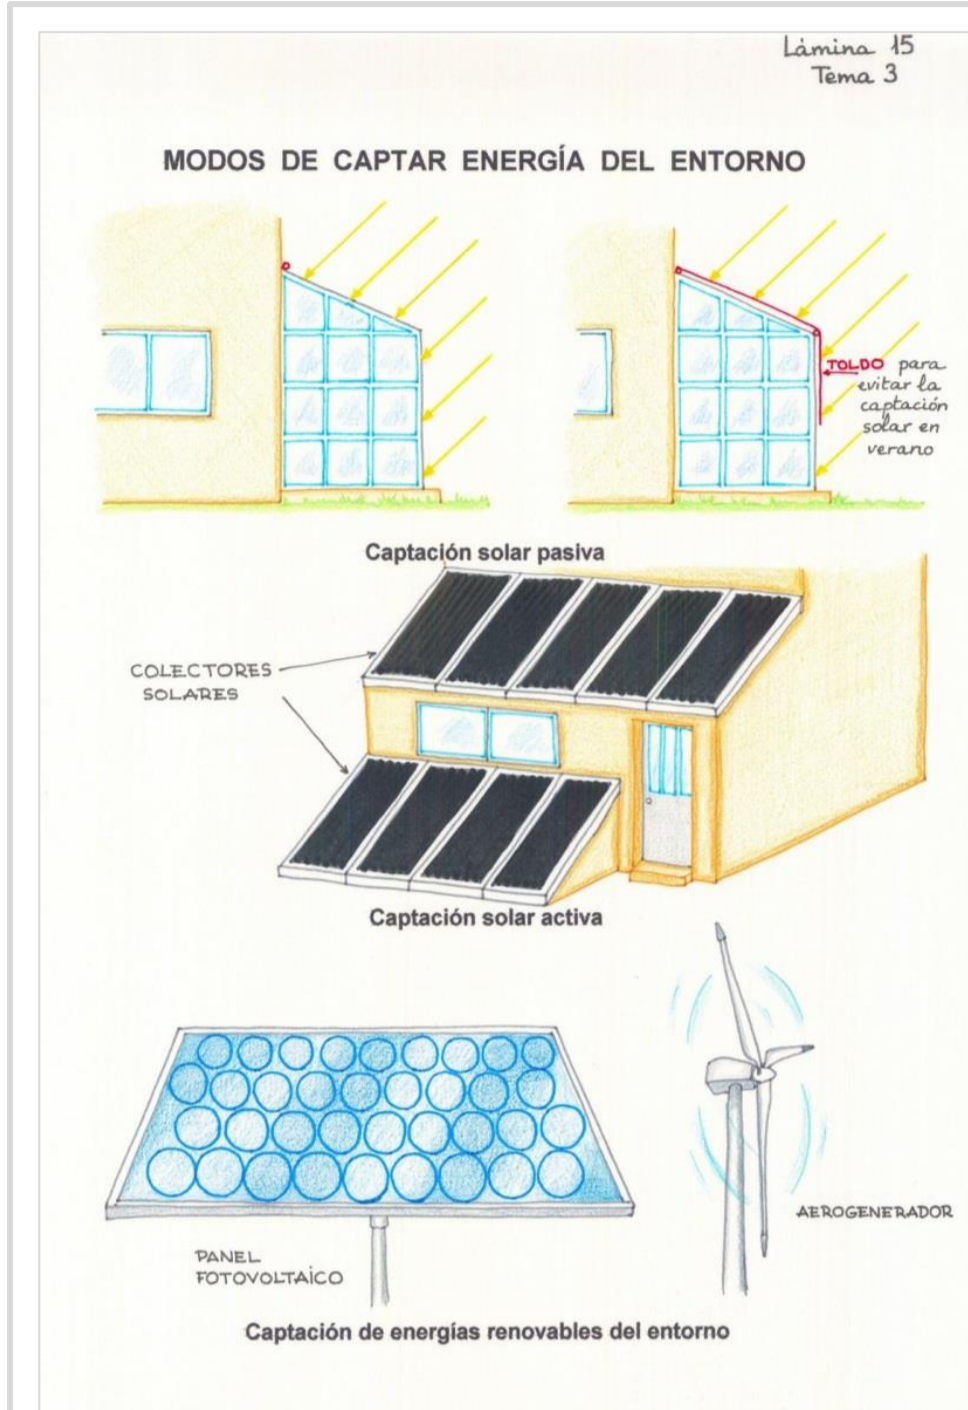 Lámina 15
Tema 3
MODOS DE CAPTAR ENERGÍA DEL ENTORNO
TOLDO para
evitar la
captación
solar en
verano
Captación solar pasiva
COLECTORES
SOLARES
Captación solar activa
AEROGENERADOR
PANEL
FOTOVOLTAÍCO
Captación de energías renovables del entorno